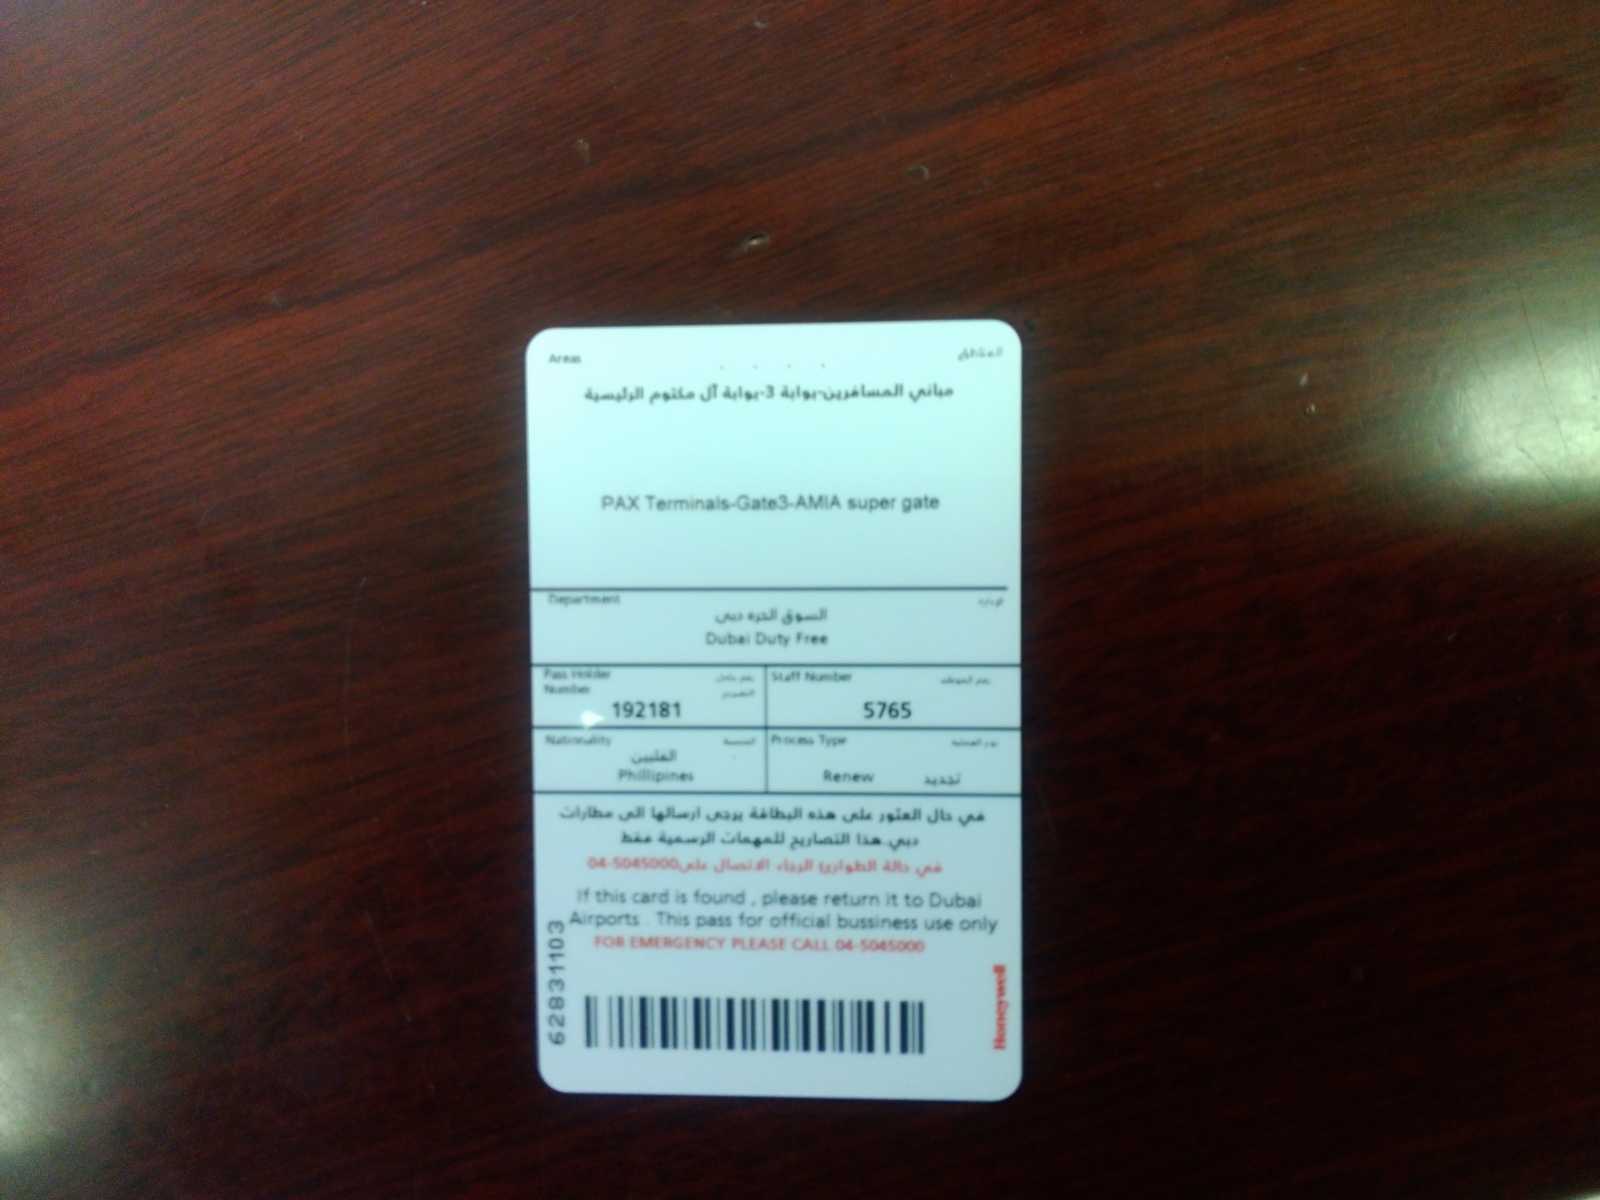 Areas المناطق
مباني المسافرين-بوابة 3-بوابة آل مكتوم الرئيسية
PAX Terminals-Gate3-AMIA super gate
Department
السوق الحره دبي
Dubai Duty Free
Pass Holder Number
192181
Staff Number
5765
Nationality
الفلبين
Phillipines
Process Type
Renew تجديد
في حال العثور على هذه البطاقة يرجى ارسالها الى مطارات
دبي.هذا التصاريح للمهمات الرسمية فقط
في حالة الطوارئ الرجاء الاتصال على04-5045000
If this card is found , please return it to Dubai
Airports . This pass for official bussiness use only
FOR EMERGENCY PLEASE CALL 04-5045000
62831103
Honeywell